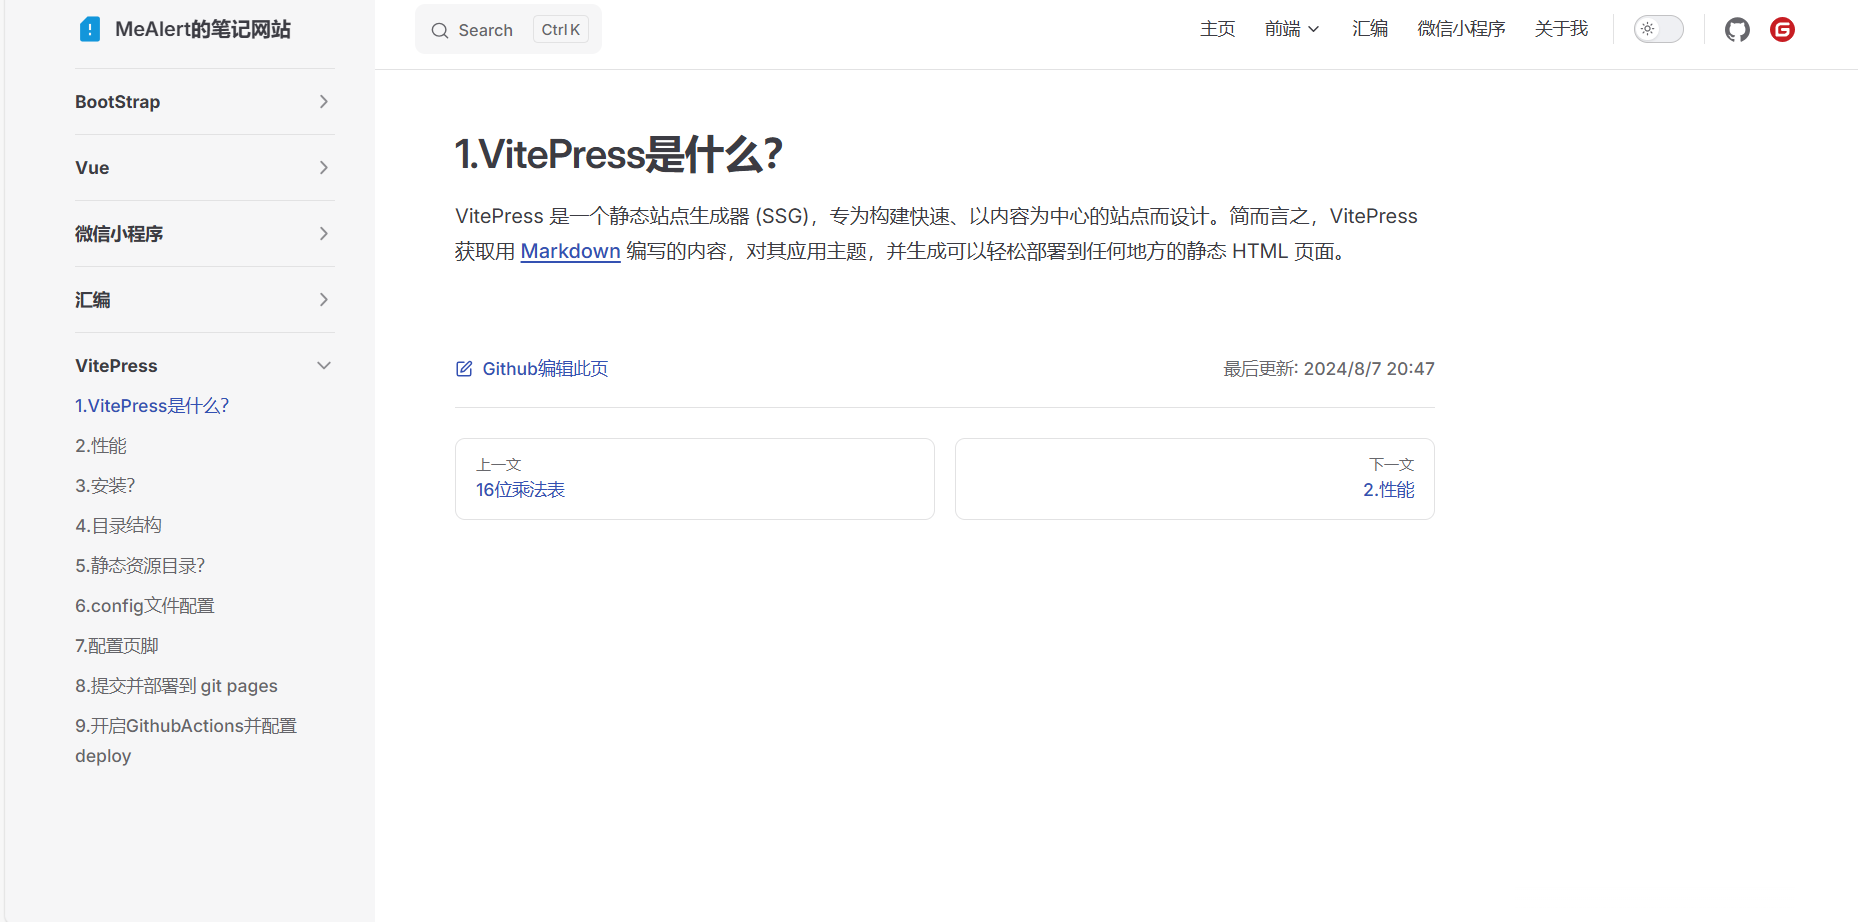 MeAlert的笔记网站
Search Ctrl K
主页 前端 汇编 微信小程序 关于我
BootStrap
Vue
微信小程序
汇编
VitePress
1.VitePress是什么？
2.性能
3.安装？
4.目录结构
5.静态资源目录？
6.config文件配置
7.配置页脚
8.提交并部署到 git pages
9.开启GithubActions并配置
deploy
1.VitePress是什么？
VitePress 是一个静态站点生成器 (SSG)，专为构建快速、以内容为中心的站点而设计。简而言之，VitePress
获取用 Markdown 编写的内容，对其应用主题，并生成可以轻松部署到任何地方的静态 HTML 页面。
Github编辑此页
最后更新: 2024/8/7 20:47
上一文
16位乘法表
下一文
2.性能